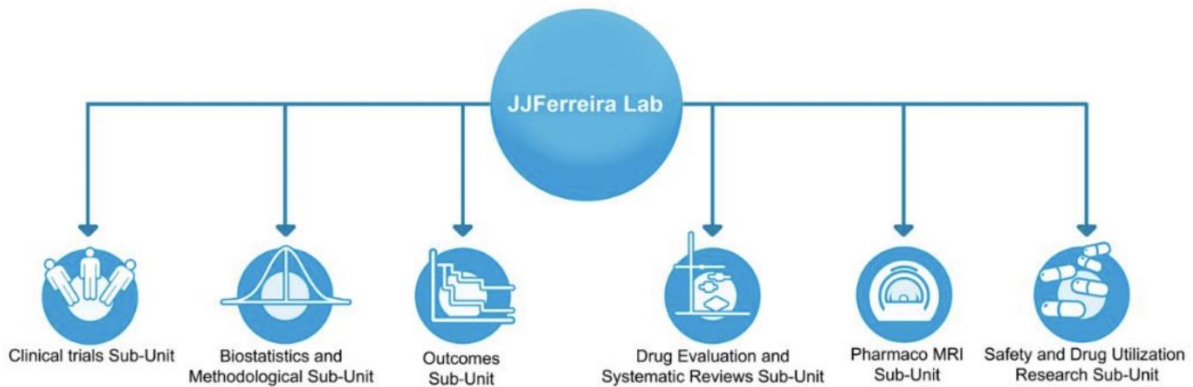 JJFerreira Lab
Clinical trials Sub-Unit
Biostatistics and
Methodological Sub-Unit
Outcomes
Sub-Unit
Drug Evaluation and
Systematic Reviews Sub-Unit
Pharmaco MRI
Sub-Unit
Safety and Drug Utilization
Research Sub-Unit